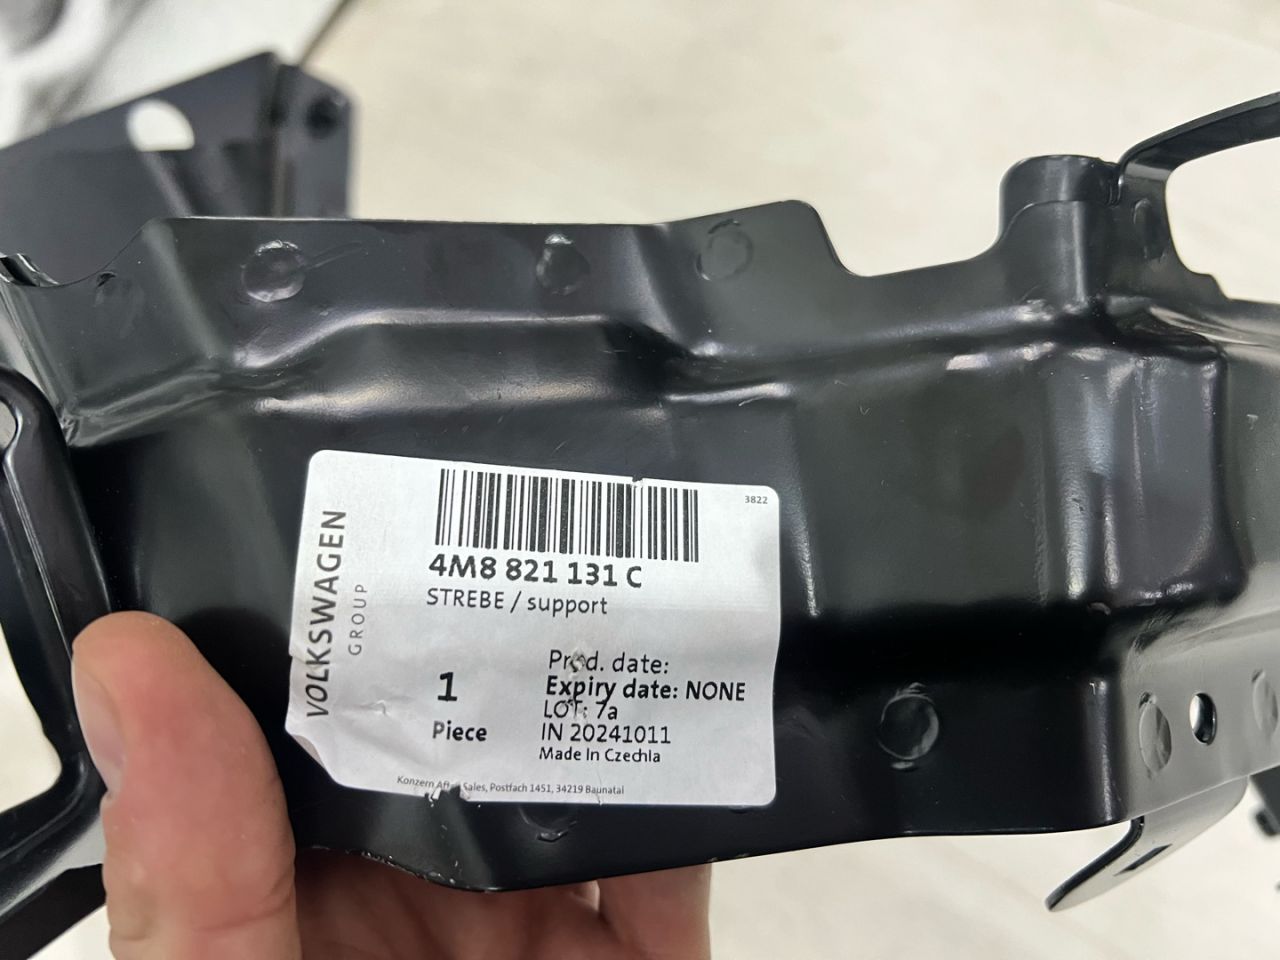 3822
VOLKSWAGEN
GROUP
4M8 821 131 C
STREBE / support
1
Piece
Prod. date:
Expiry date: NONE
LOT: 7a
IN 20241011
Made In Czechia
Konzern Sales, Postfach 1451, 34219 Baunatal